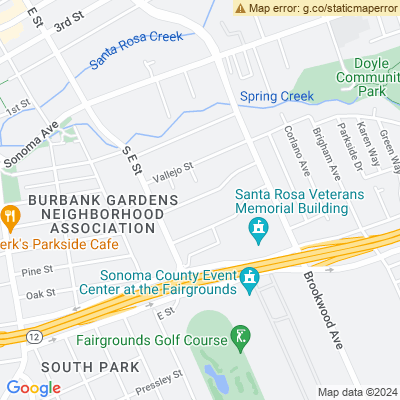 Map error: g.co/staticmaperror
3rd St
E St
Santa Rosa Creek
Doyle
Community
Park
Spring Creek
1st St
Sonoma Ave
S E St
Vallejo St
Corlano Ave
Brigham Ave
Parkside Dr
Karen Way
Green Way
BURBANK GARDENS
NEIGHBORHOOD
ASSOCIATION
Santa Rosa Veterans
Memorial Building
erk's Parkside Cafe
Pine St
Oak St
Sonoma County Event
Center at the Fairgrounds
Brookwood Ave
E St
12
Fairgrounds Golf Course
SOUTH PARK
Pressley St
Google
Map data ©2024